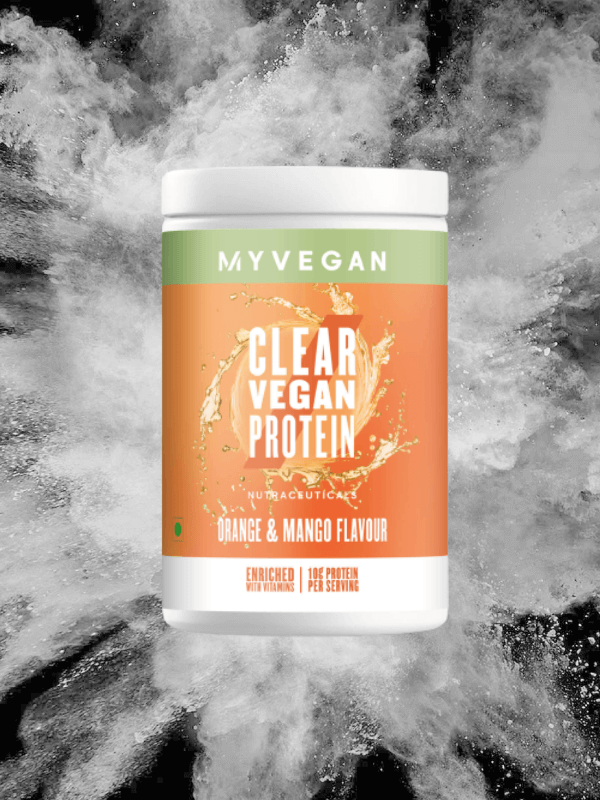 MYVEGAN
CLEAR
VEGAN
PROTEIN
NUTRACEUTICALS
ORANGE & MANGO FLAVOUR
ENRICHED
WITH VITAMINS
10g PROTEIN
PER SERVING